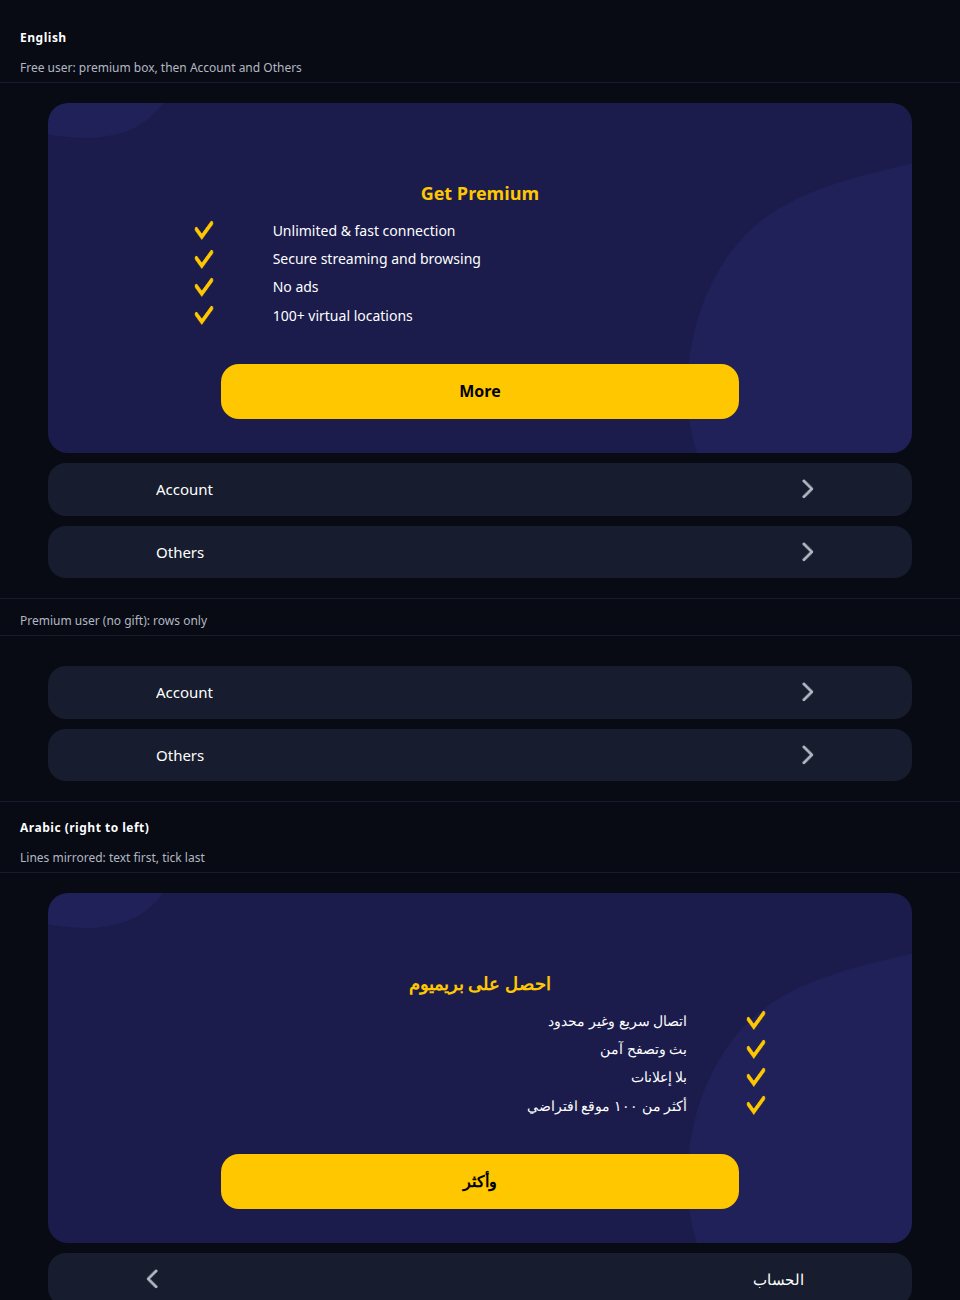 English
Free user: premium box, then Account and Others
Get Premium
Unlimited & fast connection
Secure streaming and browsing
No ads
100+ virtual locations
More
Account
Others
Premium user (no gift): rows only
Account
Others
Arabic (right to left)
Lines mirrored: text first, tick last
احصل على بريميوم
اتصال سريع وغير محدود
بث وتصفح آمن
بلا إعلانات
أكثر من ١٠٠ موقع افتراضي
وأكثر
الحساب